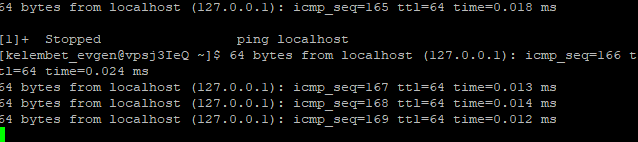 64 bytes from localhost (127.0.0.1): icmp_seq=165 ttl=64 time=0.018 ms
[1]+  Stopped                 ping localhost
[kelembet_evgen@vpsj3IeQ ~]$ 64 bytes from localhost (127.0.0.1): icmp_seq=166 t
tl=64 time=0.024 ms
64 bytes from localhost (127.0.0.1): icmp_seq=167 ttl=64 time=0.013 ms
64 bytes from localhost (127.0.0.1): icmp_seq=168 ttl=64 time=0.014 ms
64 bytes from localhost (127.0.0.1): icmp_seq=169 ttl=64 time=0.012 ms